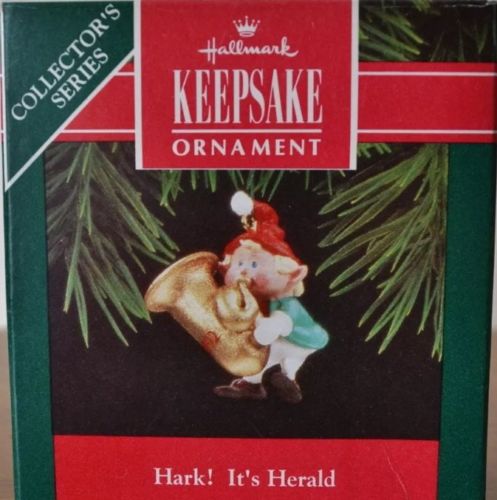 COLLECTOR'S
SERIES
Hallmark
KEEPSAKE
ORNAMENT
Hark! It's Herald